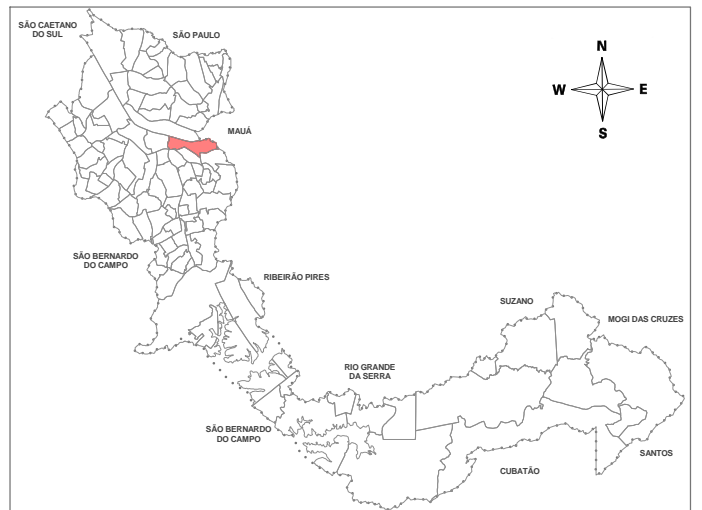 SÃO CAETANO
DO SUL
SÃO PAULO
N
W
E
S
MAUÁ
SÃO BERNARDO
DO CAMPO
RIBEIRÃO PIRES
SUZANO
MOGI DAS CRUZES
RIO GRANDE
DA SERRA
SÃO BERNARDO
DO CAMPO
SANTOS
CUBATÃO